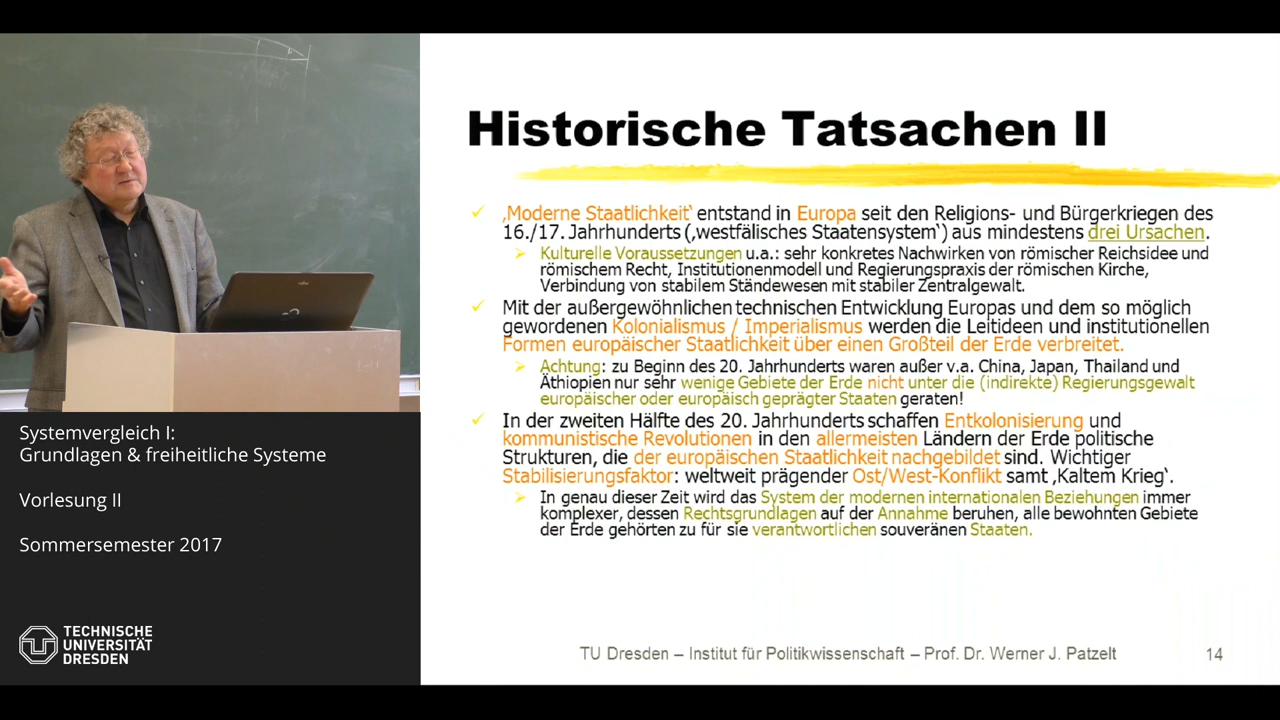 Historische Tatsachen II
‚Moderne Staatlichkeit‘ entstand in Europa seit den Religions- und Bürgerkriegen des
16./17. Jahrhunderts (‚westfälisches Staatensystem‘) aus mindestens drei Ursachen.
Kulturelle Voraussetzungen u.a.: sehr konkretes Nachwirken von römischer Reichsidee und
römischem Recht, Institutionenmodell und Regierungspraxis der römischen Kirche,
Verbindung von stabilem Ständewesen mit stabiler Zentralgewalt.
Mit der außergewöhnlichen technischen Entwicklung Europas und dem so möglich
gewordenen Kolonialismus / Imperialismus werden die Leitideen und institutionellen
Formen europäischer Staatlichkeit über einen Großteil der Erde verbreitet.
Achtung: zu Beginn des 20. Jahrhunderts waren außer v.a. China, Japan, Thailand und
Äthiopien nur sehr wenige Gebiete der Erde nicht unter die (indirekte) Regierungsgewalt
europäischer oder europäisch geprägter Staaten geraten!
In der zweiten Hälfte des 20. Jahrhunderts schaffen Entkolonisierung und
kommunistische Revolutionen in den allermeisten Ländern der Erde politische
Strukturen, die der europäischen Staatlichkeit nachgebildet sind. Wichtiger
Stabilisierungsfaktor: weltweit prägender Ost/West-Konflikt samt ‚Kaltem Krieg‘.
In genau dieser Zeit wird das System der modernen internationalen Beziehungen immer
komplexer, dessen Rechtsgrundlagen auf der Annahme beruhen, alle bewohnten Gebiete
der Erde gehörten zu für sie verantwortlichen souveränen Staaten.
TU Dresden – Institut für Politikwissenschaft – Prof. Dr. Werner J. Patzelt
14
Systemvergleich I:
Grundlagen & freiheitliche Systeme
Vorlesung II
Sommersemester 2017
TECHNISCHE
UNIVERSITÄT
DRESDEN